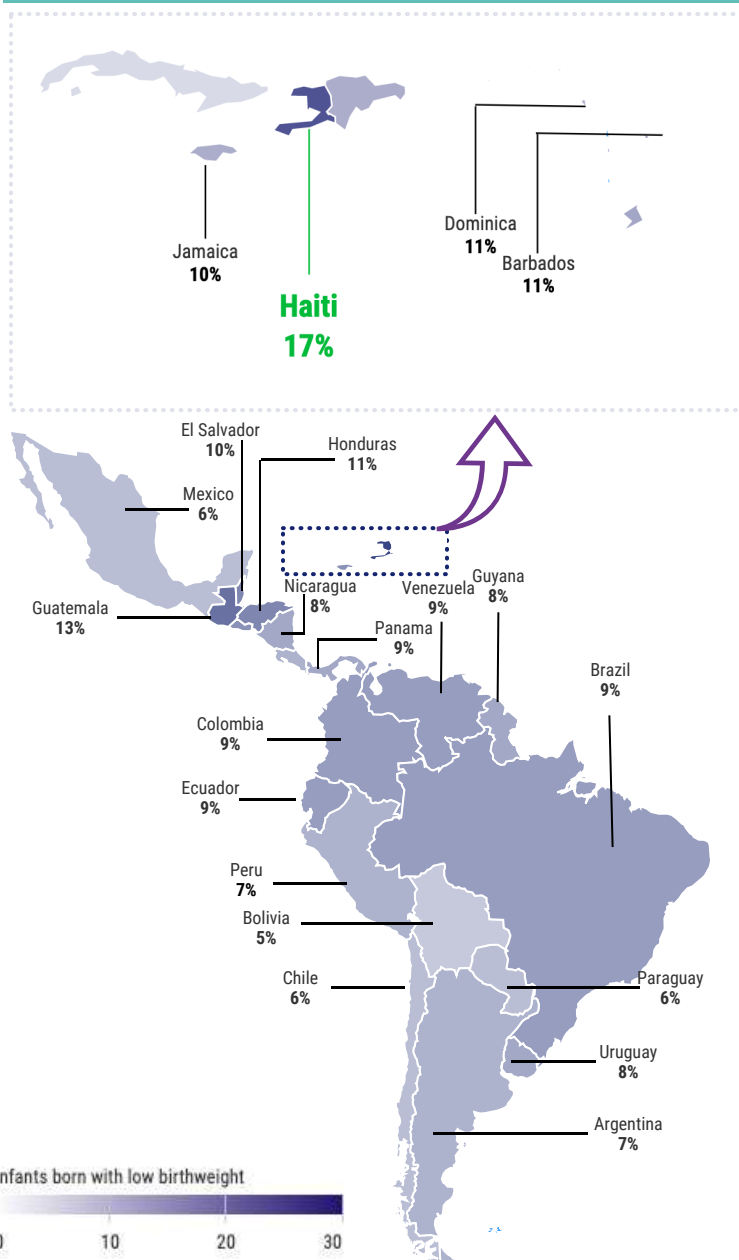 Jamaica
10%
Haiti
17%
Dominica
11%
Barbados
11%
El Salvador
10%
Honduras
11%
Mexico
6%
Nicaragua
8%
Venezuela
9%
Guyana
8%
Guatemala
13%
Panama
9%
Brazil
9%
Colombia
9%
Ecuador
9%
Peru
7%
Bolivia
5%
Chile
6%
Paraguay
6%
Uruguay
8%
Argentina
7%
nfants born with low birthweight
0 10 20 30